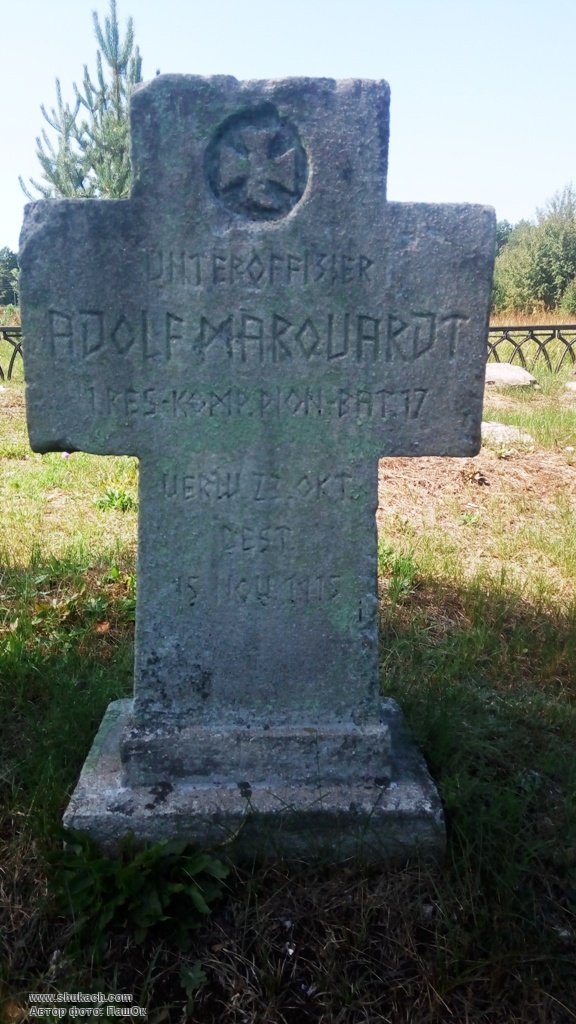 UNTEROFFISIER
ADOLF MARQUARDT
1.RES-KOMP.PION-BAT.17
VERW. 22. OKT.
GEST.
15 NOV. 1915
www.shukach.com
Автор фото: ПашОк